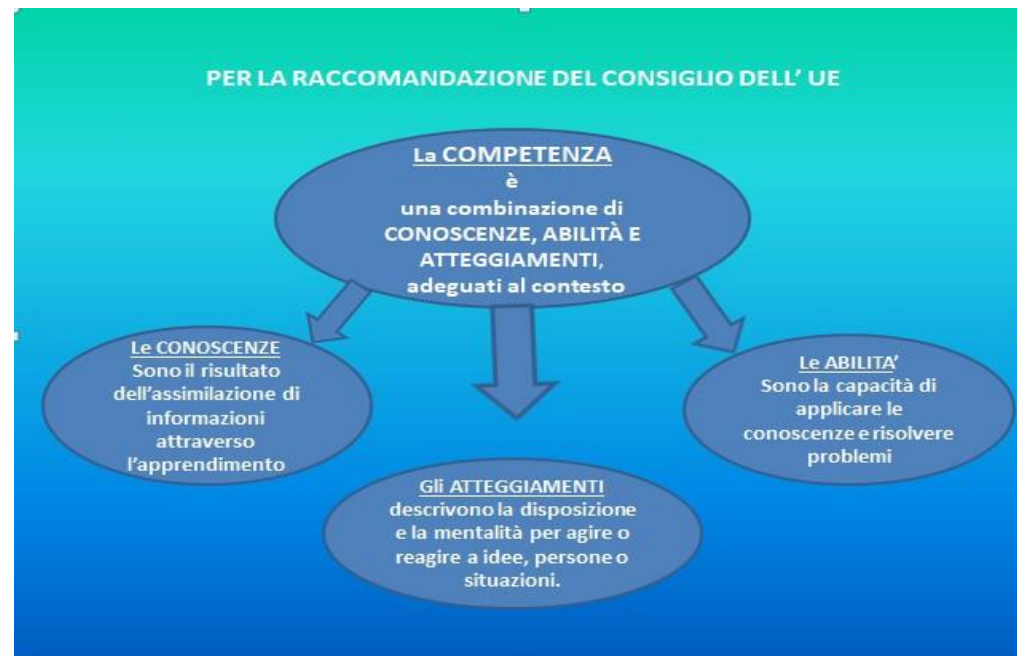 PER LA RACCOMANDAZIONE DEL CONSIGLIO DELL' UE
La COMPETENZA
è
una combinazione di
CONOSCENZE, ABILITÀ E
ATTEGGIAMENTI,
adeguati al contesto
Le CONOSCENZE
Sono il risultato
dell'assimilazione di
informazioni
attraverso
l'apprendimento
Gli ATTEGGIAMENTI
descrivono la disposizione
e la mentalità per agire o
reagire a idee, persone o
situazioni.
Le ABILITA'
Sono la capacità di
applicare le
conoscenze e risolvere
problemi